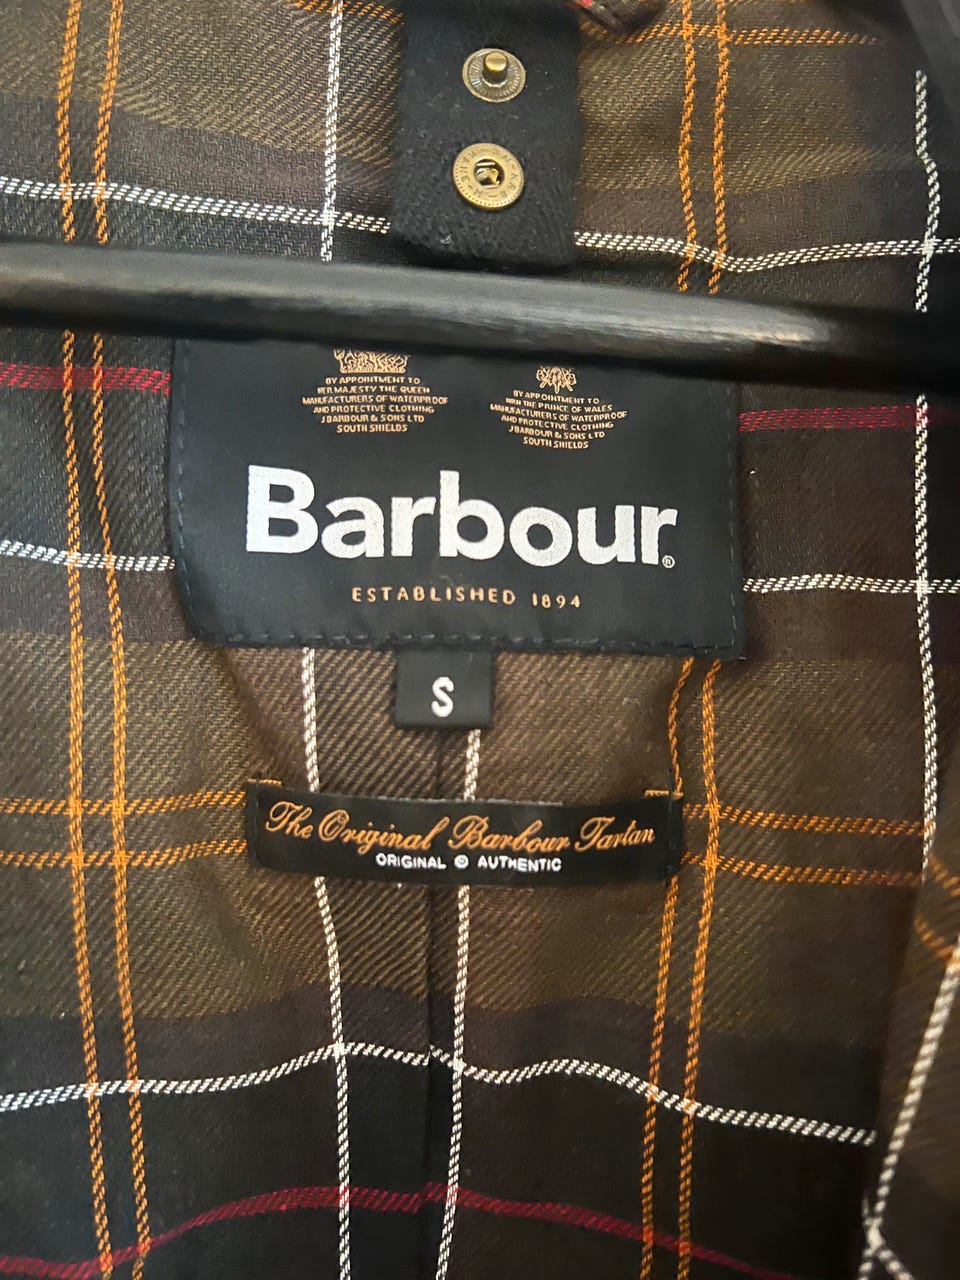 BY APPOINTMENT TO
HER MAJESTY THE QUEEN
MANUFACTURERS OF WATERPROOF
AND PROTECTIVE CLOTHING
J BARBOUR & SONS LTD
SOUTH SHIELDS
BY APPOINTMENT TO
HRH THE PRINCE OF WALES
MANUFACTURERS OF WATERPROOF
AND PROTECTIVE CLOTHING
J BARBOUR & SONS LTD
SOUTH SHIELDS
Barbour®
ESTABLISHED 1894
S
The Original Barbour Tartan
ORIGINAL © AUTHENTIC